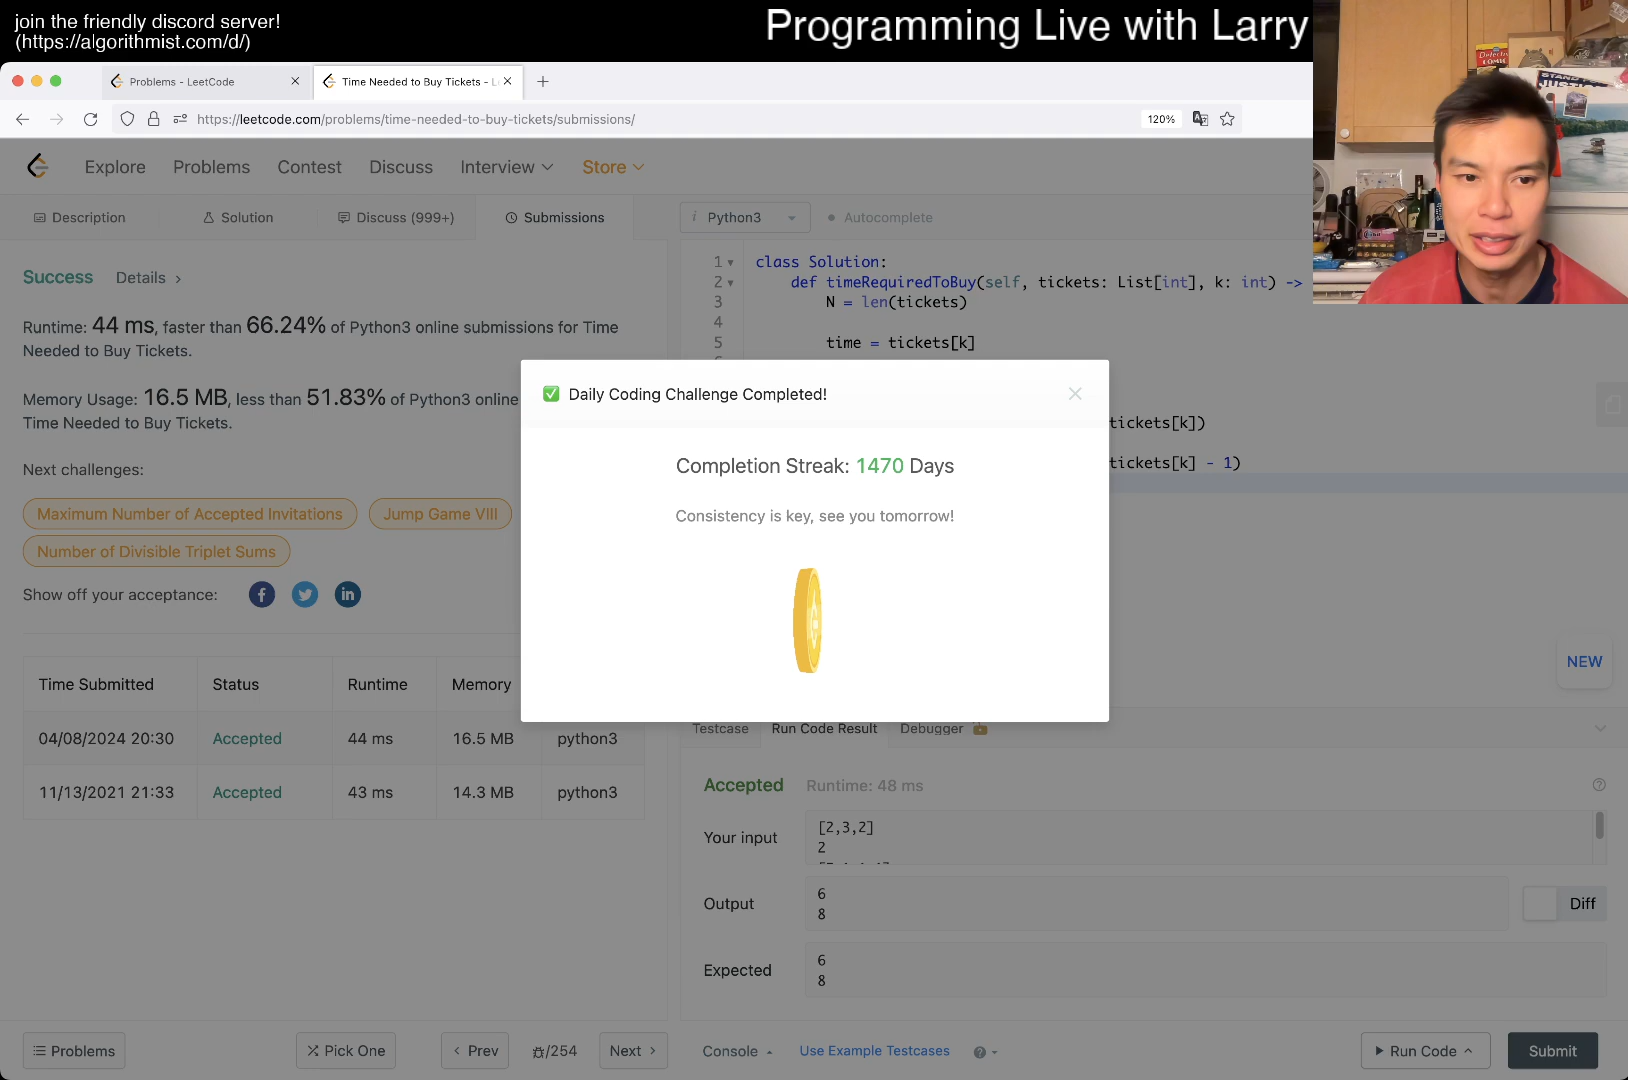 join the friendly discord server!
(https://algorithmist.com/d/)
Programming Live with Larry
Problems - LeetCode
Time Needed to Buy Tickets - L
https://leetcode.com/problems/time-needed-to-buy-tickets/submissions/
120%
Explore
Problems
Contest
Discuss
Interview
Store
Description
Solution
Discuss (999+)
Submissions
i Python3
Autocomplete
Success
Details
Runtime: 44 ms, faster than 66.24% of Python3 online submissions for Time
Needed to Buy Tickets.
Memory Usage: 16.5 MB, less than 51.83% of Python3 online
Time Needed to Buy Tickets.
Next challenges:
Maximum Number of Accepted Invitations
Jump Game VIII
Number of Divisible Triplet Sums
Show off your acceptance:
Time Submitted
Status
Runtime
Memory
04/08/2024 20:30
Accepted
44 ms
16.5 MB
python3
11/13/2021 21:33
Accepted
43 ms
14.3 MB
python3
1 class Solution:
2 def timeRequiredToBuy(self, tickets: List[int], k: int) ->
3 N = len(tickets)
4
5 time = tickets[k]
tickets[k])
tickets[k] - 1)
✅ Daily Coding Challenge Completed!
Completion Streak: 1470 Days
Consistency is key, see you tomorrow!
NEW
Testcase
Run Code Result
Debugger
Accepted
Runtime: 48 ms
Your input
[2,3,2]
2
Output
6
8
Diff
Expected
6
8
Problems
Pick One
Prev
/254
Next
Console
Use Example Testcases
Run Code
Submit